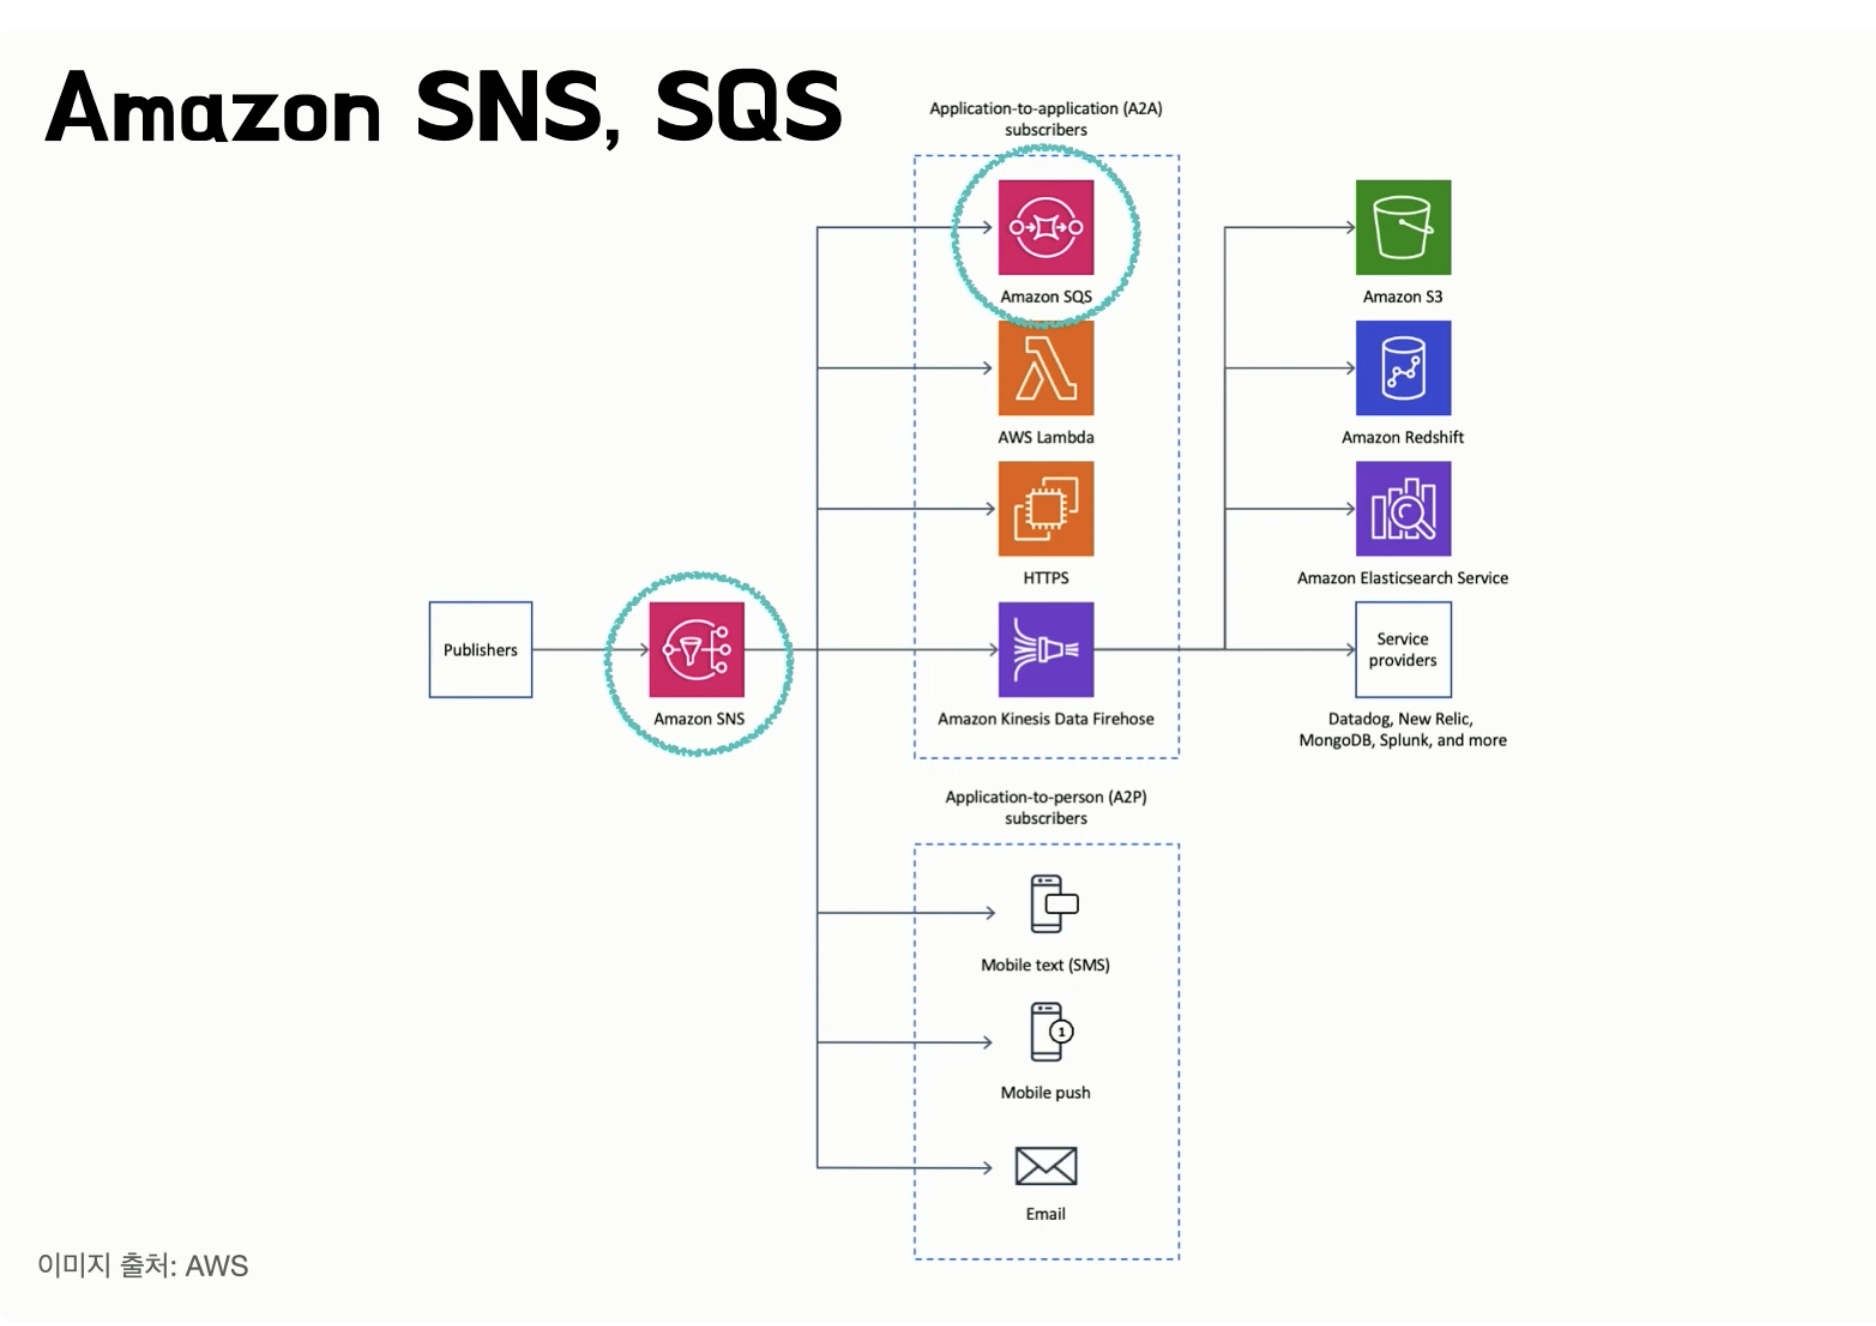 Amazon SNS, SQS
Application-to-application (A2A)
subscribers
Amazon SQS
Amazon S3
AWS Lambda
Amazon Redshift
HTTPS
Amazon Elasticsearch Service
Publishers
Amazon SNS
Amazon Kinesis Data Firehose
Service
providers
Datadog, New Relic,
MongoDB, Splunk, and more
Application-to-person (A2P)
subscribers
Mobile text (SMS)
1
Mobile push
Email
이미지 출처: AWS